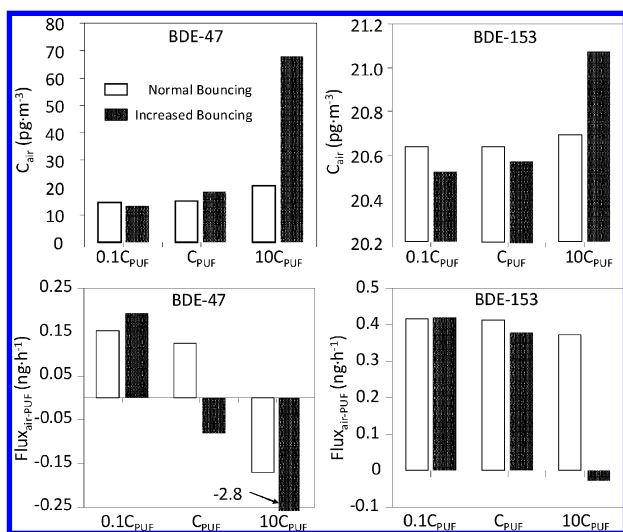 BDE-47
C_air (pg·m⁻³)
80
70
60
50
40
30
20
10
0
Normal Bouncing
Increased Bouncing
0.1C_PUF
C_PUF
10C_PUF
BDE-153
C_air (pg·m⁻³)
21.2
21.0
20.8
20.6
20.4
20.2
0.1C_PUF
C_PUF
10C_PUF
BDE-47
Flux_air-PUF (ng·h⁻¹)
0.25
0.15
0.05
-0.05
-0.15
-0.25
-2.8
0.1C_PUF
C_PUF
10C_PUF
BDE-153
Flux_air-PUF (ng·h⁻¹)
0.5
0.4
0.3
0.2
0.1
0
-0.1
0.1C_PUF
C_PUF
10C_PUF